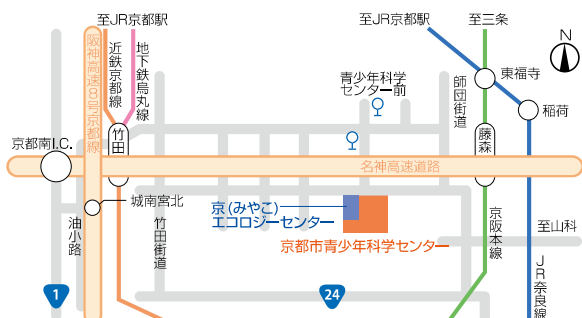 至JR京都駅
至JR京都駅
至三条
N
阪神高速8号京都線
近鉄京都線
地下鉄烏丸線
青少年科学
センター前
師団街道
東福寺
稲荷
京都南I.C.
竹田
藤森
名神高速道路
城南宮北
油小路
竹田街道
京(みやこ)
エコロジーセンター
京都市青少年科学センター
京阪本線
至山科
JR奈良線
1
24